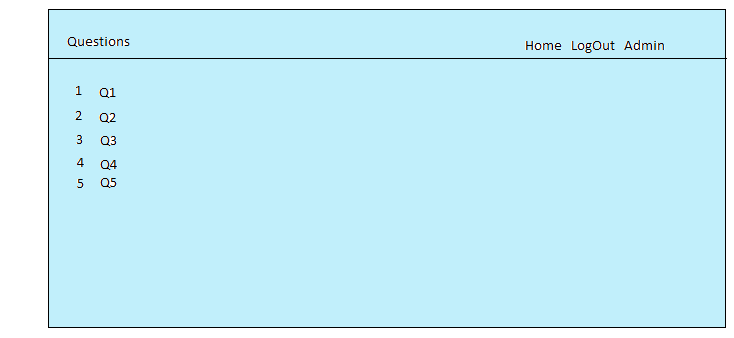 Questions
Home LogOut Admin
1 Q1
2 Q2
3 Q3
4 Q4
5 Q5